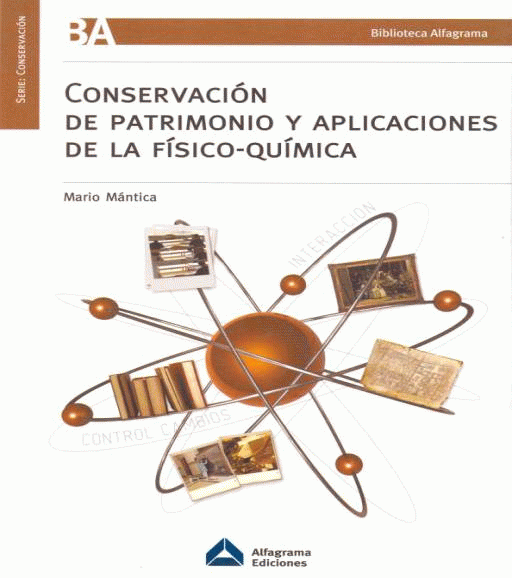 SERIE: CONSERVACIÓN
BA
Biblioteca Alfagrama
CONSERVACIÓN
DE PATRIMONIO Y APLICACIONES
DE LA FÍSICO-QUÍMICA
Mario Mántica
INTERACCION
CONTROL CAMBIOS
Alfagrama
Ediciones